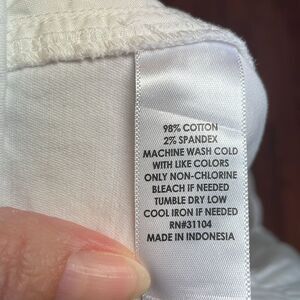 98% COTTON
2% SPANDEX
MACHINE WASH COLD
WITH LIKE COLORS
ONLY NON-CHLORINE
BLEACH IF NEEDED
TUMBLE DRY LOW
COOL IRON IF NEEDED
RN#31104
MADE IN INDONESIA